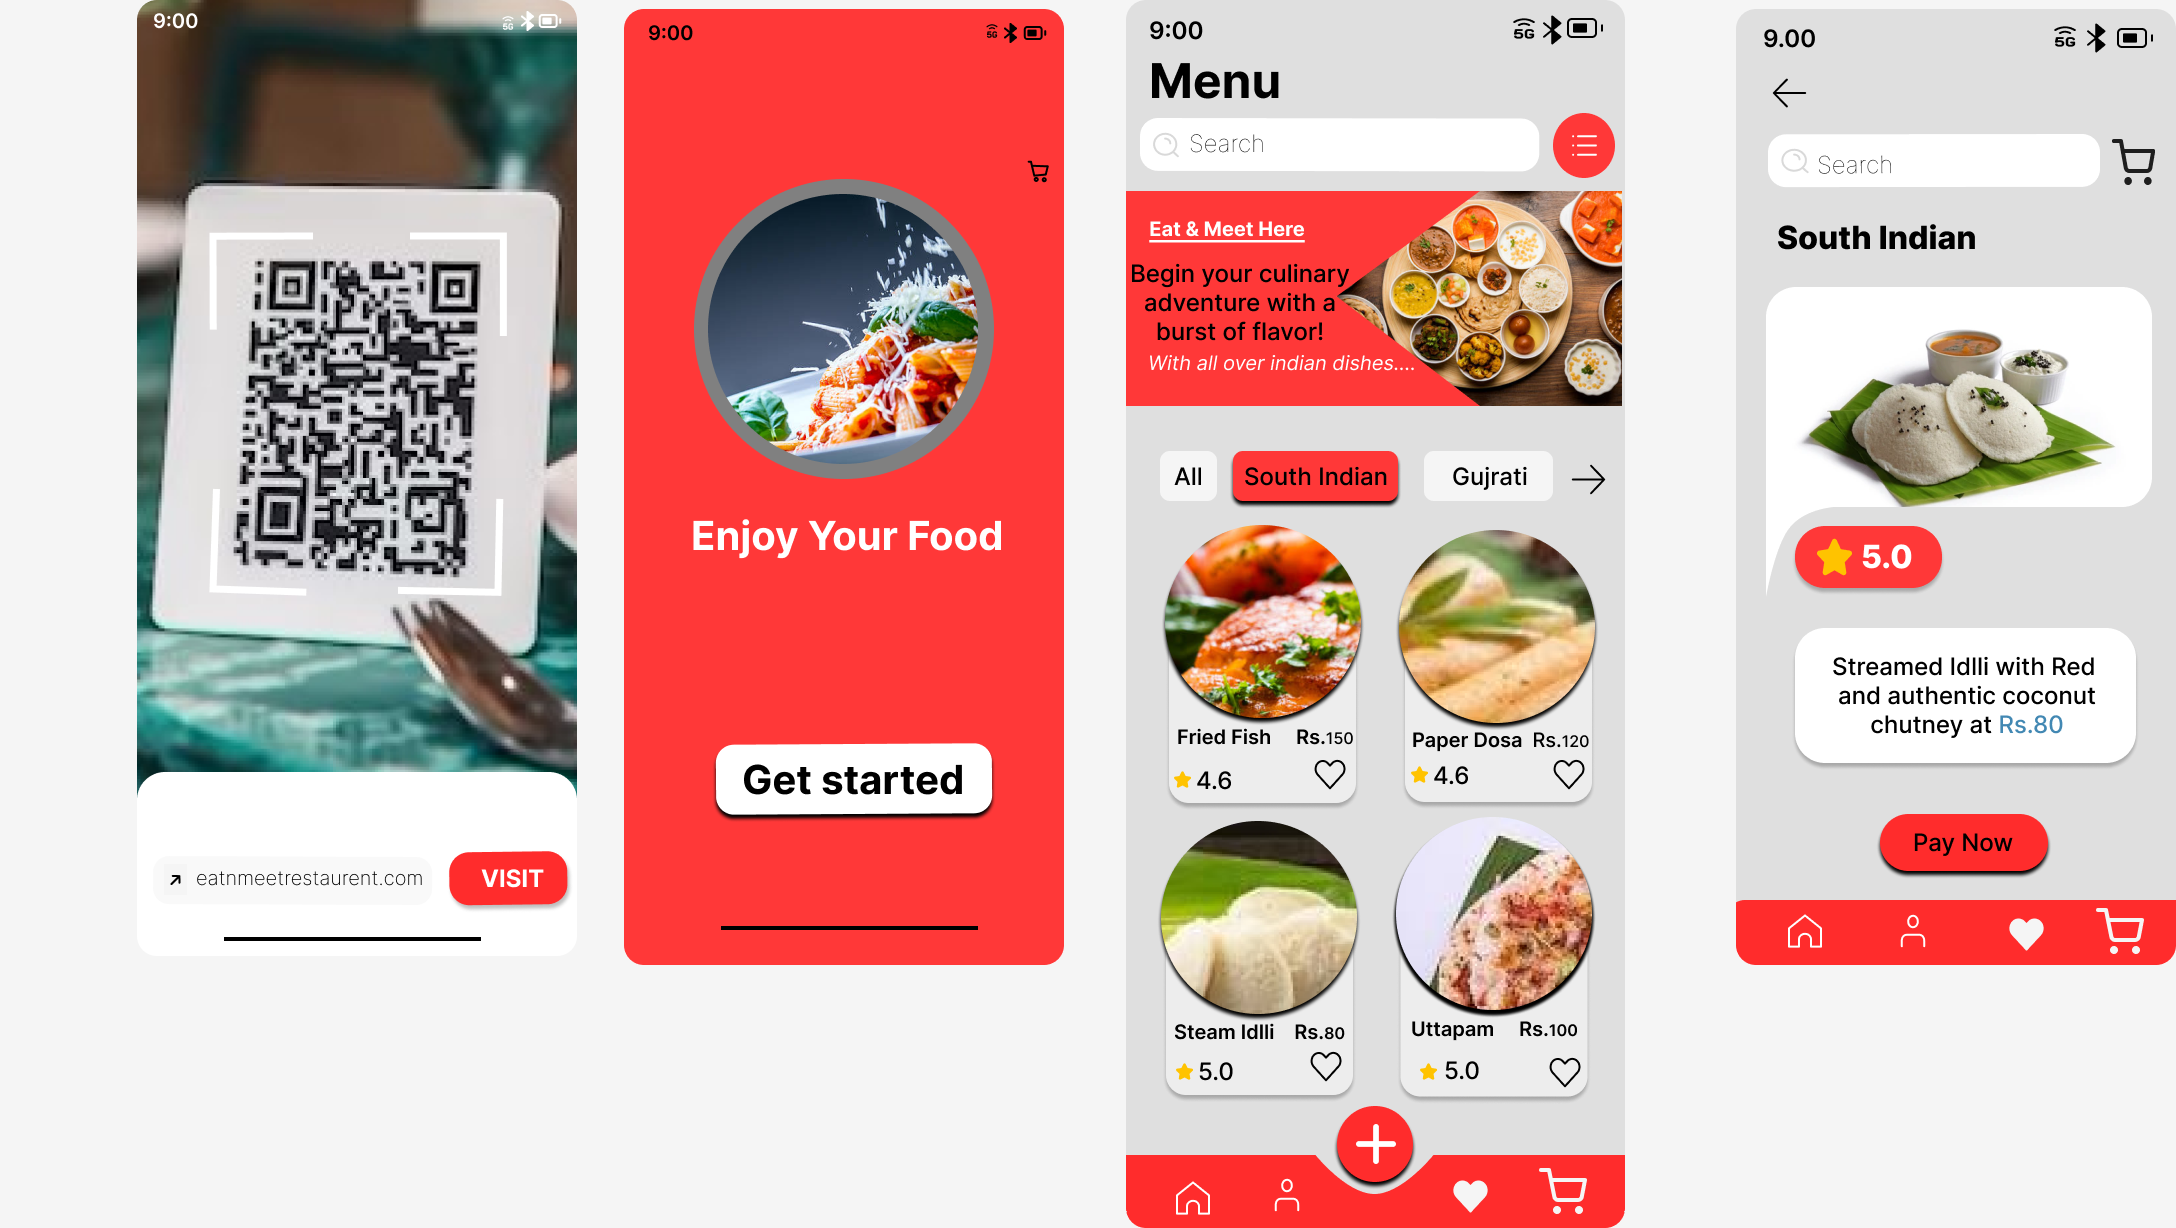 9:00
5G
eatnmeetrestaurent.com
VISIT
9:00
5G
Enjoy Your Food
Get started
9:00
5G
Menu
Search
Eat & Meet Here
Begin your culinary
adventure with a
burst of flavor!
With all over indian dishes....
All
South Indian
Gujrati
Fried Fish Rs.150
4.6
Paper Dosa Rs.120
4.6
Steam Idlli Rs.80
5.0
Uttapam Rs.100
5.0
9.00
5G
Search
South Indian
5.0
Streamed Idlli with Red
and authentic coconut
chutney at Rs.80
Pay Now